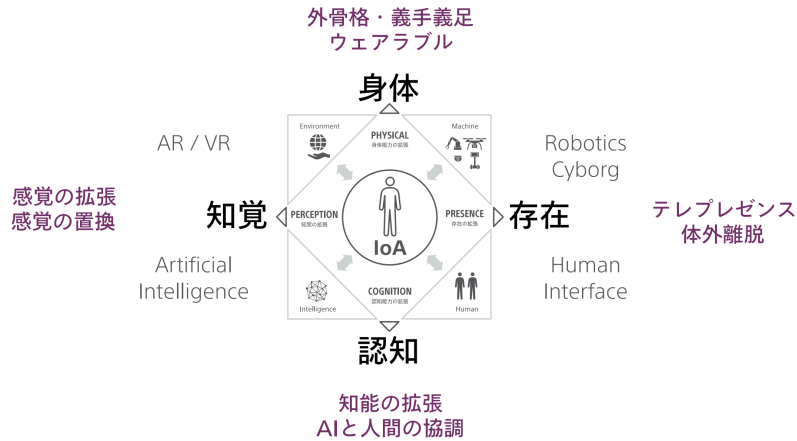 外骨格・義手義足
ウェアラブル
身体
Environment
PHYSICAL
身体能力の拡張
Machine
AR / VR
Robotics
Cyborg
感覚の拡張
感覚の置換
知覚
PERCEPTION
知覚の拡張
IoA
PRESENCE
存在の拡張
存在
テレプレゼンス
体外離脱
Artificial
Intelligence
Human
Interface
COGNITION
認知能力の拡張
Intelligence
Human
認知
知能の拡張
AIと人間の協調